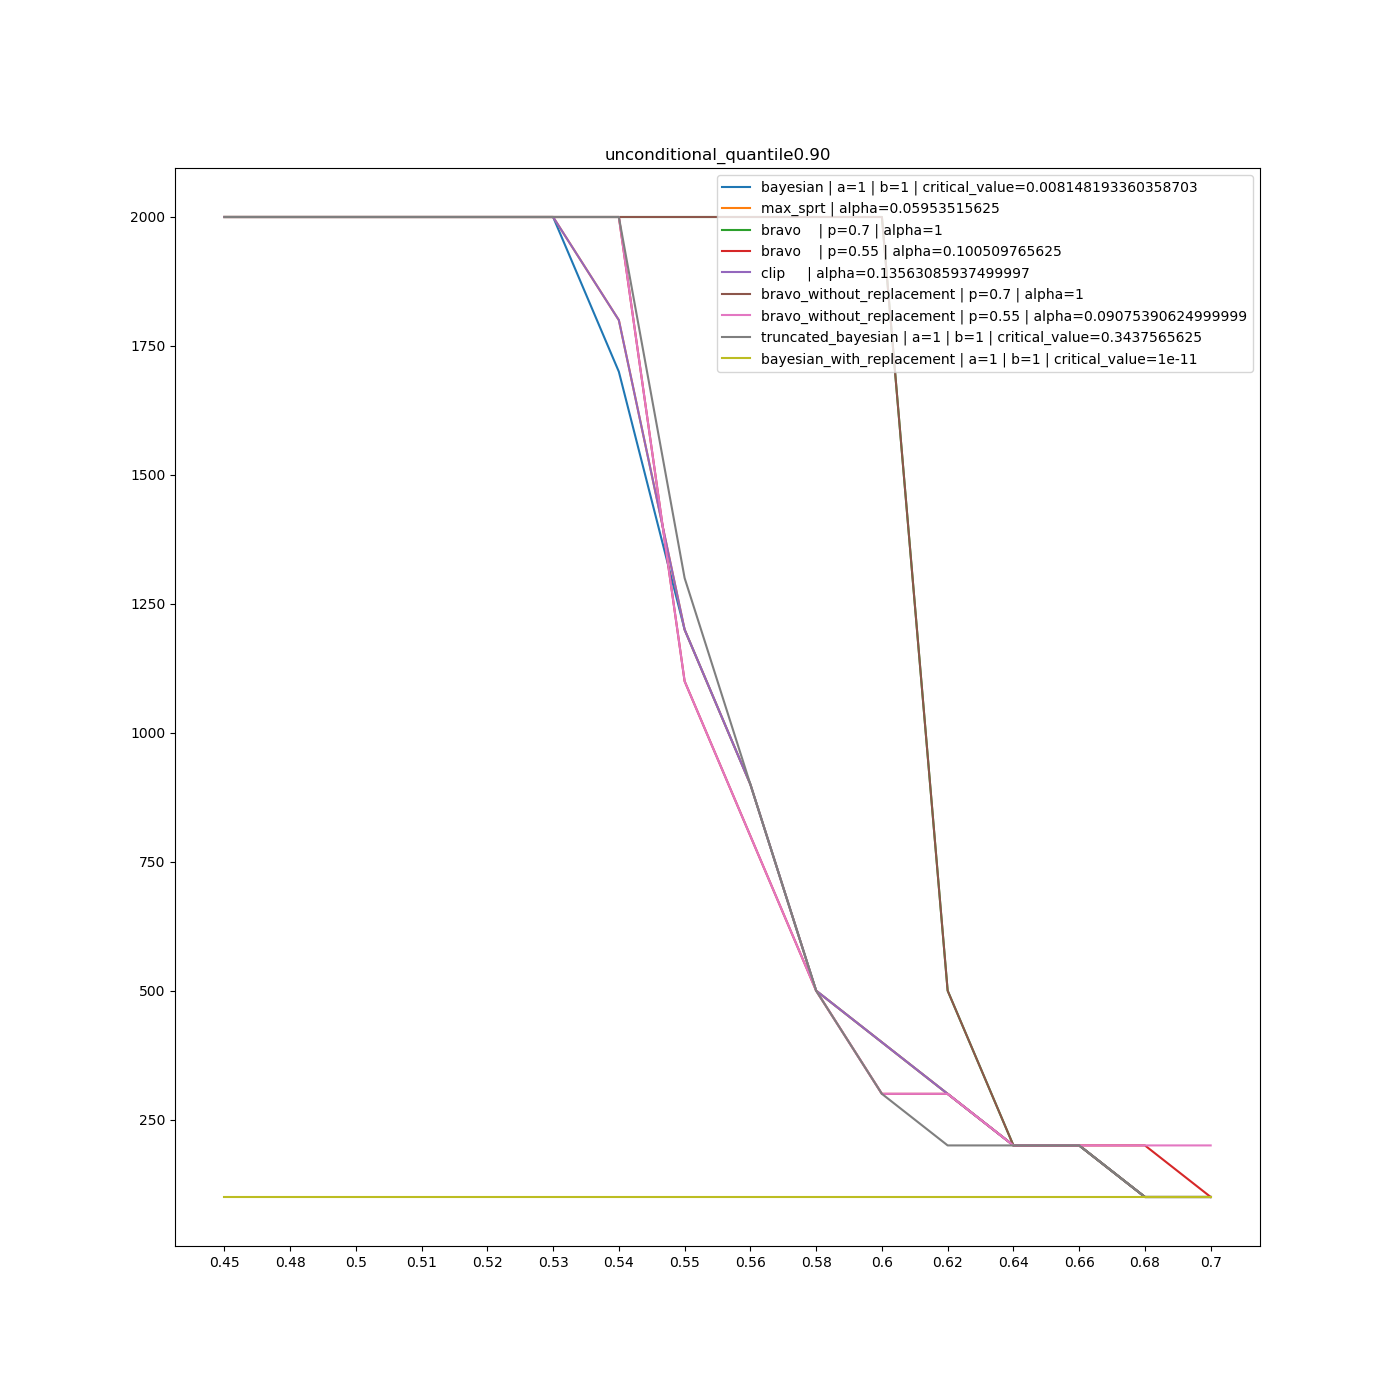 unconditional_quantile0.90
bayesian | a=1 | b=1 | critical_value=0.008148193360358703
max_sprt | alpha=0.05953515625
bravo    | p=0.7 | alpha=1
bravo    | p=0.55 | alpha=0.100509765625
clip     | alpha=0.13563085937499997
bravo_without_replacement | p=0.7 | alpha=1
bravo_without_replacement | p=0.55 | alpha=0.09075390624999999
truncated_bayesian | a=1 | b=1 | critical_value=0.3437565625
bayesian_with_replacement | a=1 | b=1 | critical_value=1e-11
2000
1750
1500
1250
1000
750
500
250
0.45 0.48 0.5 0.51 0.52 0.53 0.54 0.55 0.56 0.58 0.6 0.62 0.64 0.66 0.68 0.7